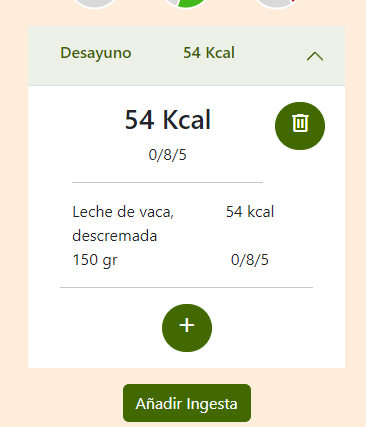 Desayuno 54 Kcal
54 Kcal
0/8/5
Leche de vaca, 54 kcal
descremada
150 gr 0/8/5
+
Añadir Ingesta